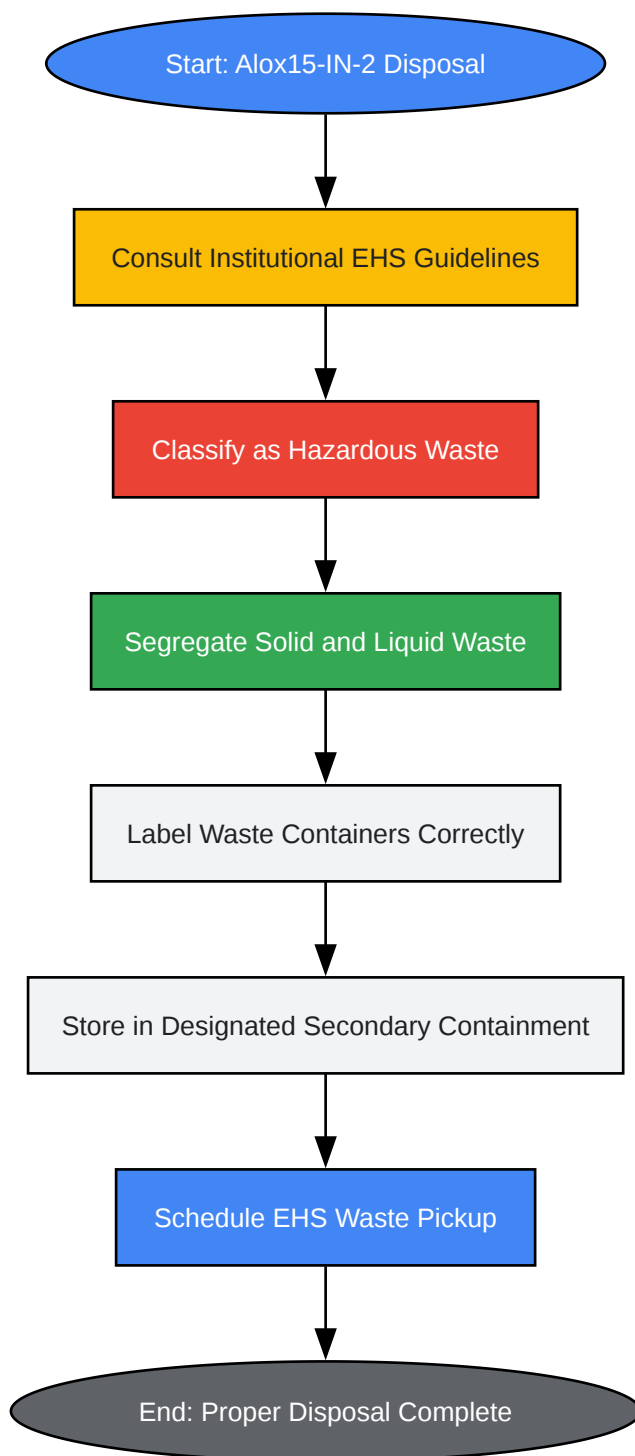 Start: Alox15-IN-2 Disposal
Consult Institutional EHS Guidelines
Classify as Hazardous Waste
Segregate Solid and Liquid Waste
Label Waste Containers Correctly
Store in Designated Secondary Containment
Schedule EHS Waste Pickup
End: Proper Disposal Complete